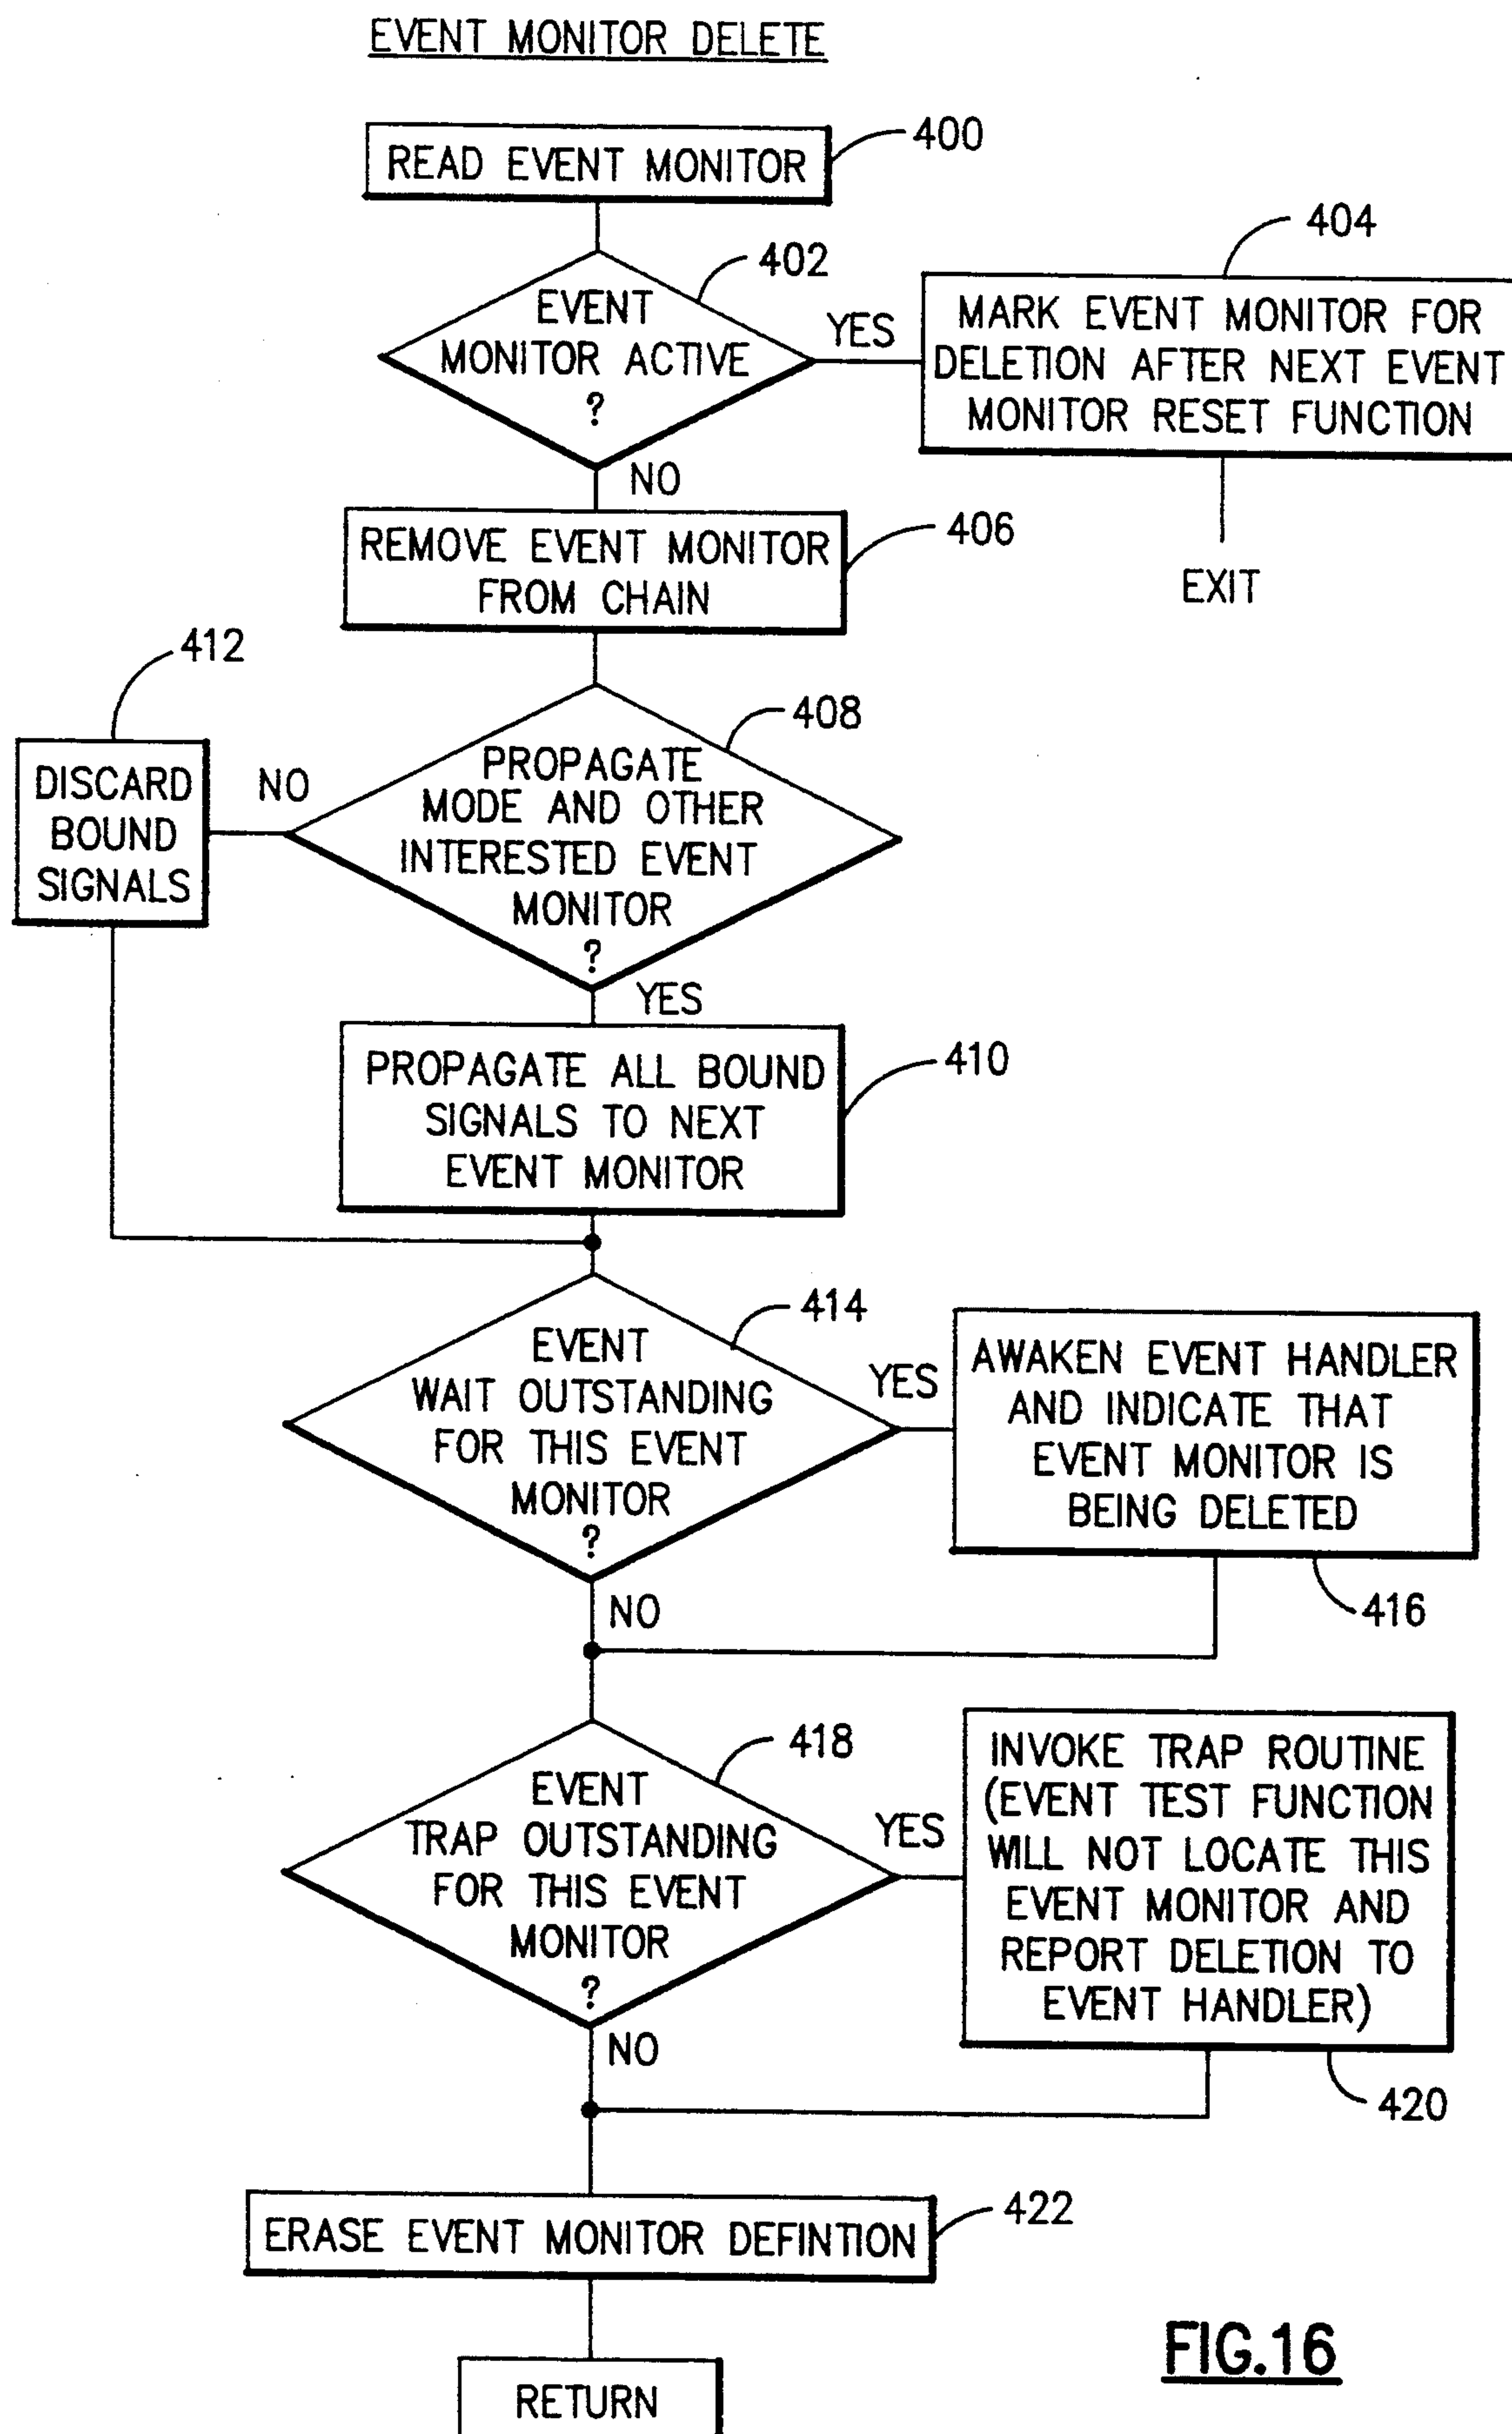 EVENT MONITOR DELETE
READ EVENT MONITOR
400
402
EVENT
MONITOR ACTIVE
?
YES
404
MARK EVENT MONITOR FOR
DELETION AFTER NEXT EVENT
MONITOR RESET FUNCTION
EXIT
NO
REMOVE EVENT MONITOR
FROM CHAIN
406
412
DISCARD
BOUND
SIGNALS
NO
408
PROPAGATE
MODE AND OTHER
INTERESTED EVENT
MONITOR
?
YES
PROPAGATE ALL BOUND
SIGNALS TO NEXT
EVENT MONITOR
410
414
EVENT
WAIT OUTSTANDING
FOR THIS EVENT
MONITOR
?
YES
AWAKEN EVENT HANDLER
AND INDICATE THAT
EVENT MONITOR IS
BEING DELETED
416
NO
418
EVENT
TRAP OUTSTANDING
FOR THIS EVENT
MONITOR
?
YES
INVOKE TRAP ROUTINE
(EVENT TEST FUNCTION
WILL NOT LOCATE THIS
EVENT MONITOR AND
REPORT DELETION TO
EVENT HANDLER)
420
NO
ERASE EVENT MONITOR DEFINTION
422
RETURN
FIG.16